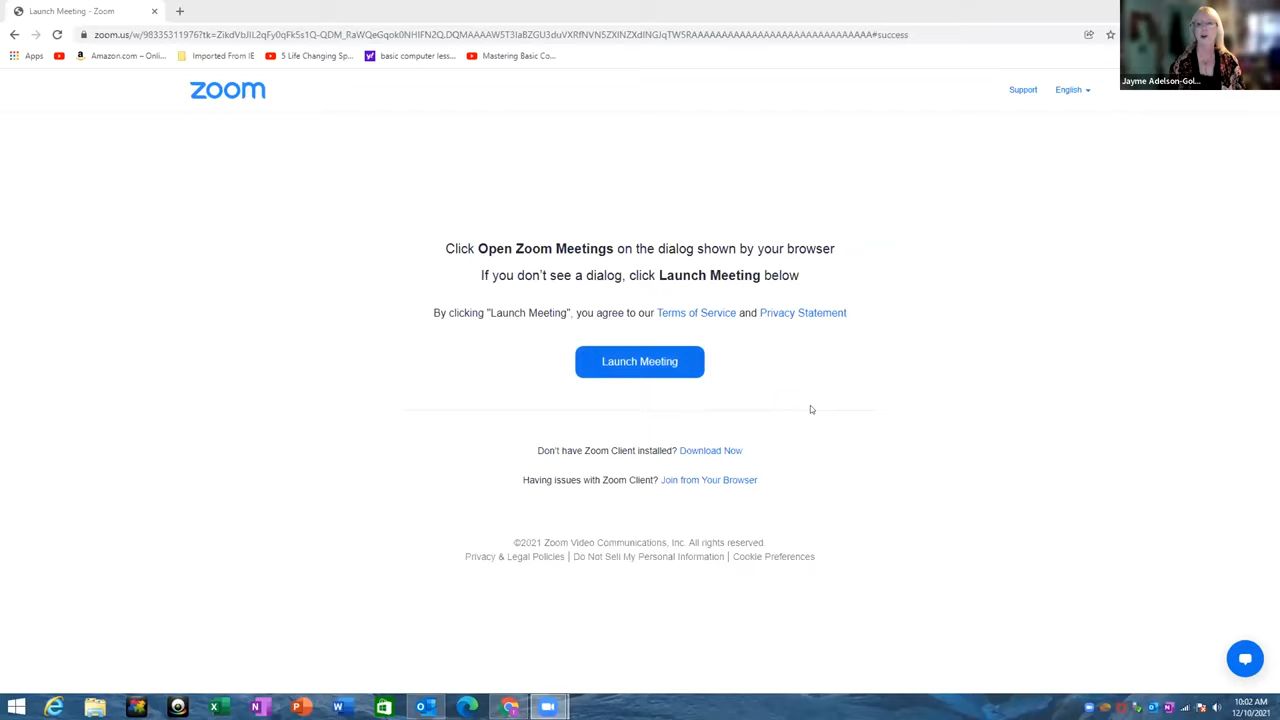 Launch Meeting - Zoom
Jayme Adelson-Gol...
Apps
Amazon.com – Onli...
Imported From IE
5 Life Changing Sp...
basic computer less...
Mastering Basic Co...
zoom
Support
English
Click Open Zoom Meetings on the dialog shown by your browser
If you don't see a dialog, click Launch Meeting below
By clicking "Launch Meeting", you agree to our Terms of Service and Privacy Statement
Launch Meeting
Don't have Zoom Client installed? Download Now
Having issues with Zoom Client? Join from Your Browser
©2021 Zoom Video Communications, Inc. All rights reserved.
Privacy & Legal Policies | Do Not Sell My Personal Information | Cookie Preferences
10:02 AM
12/10/2021